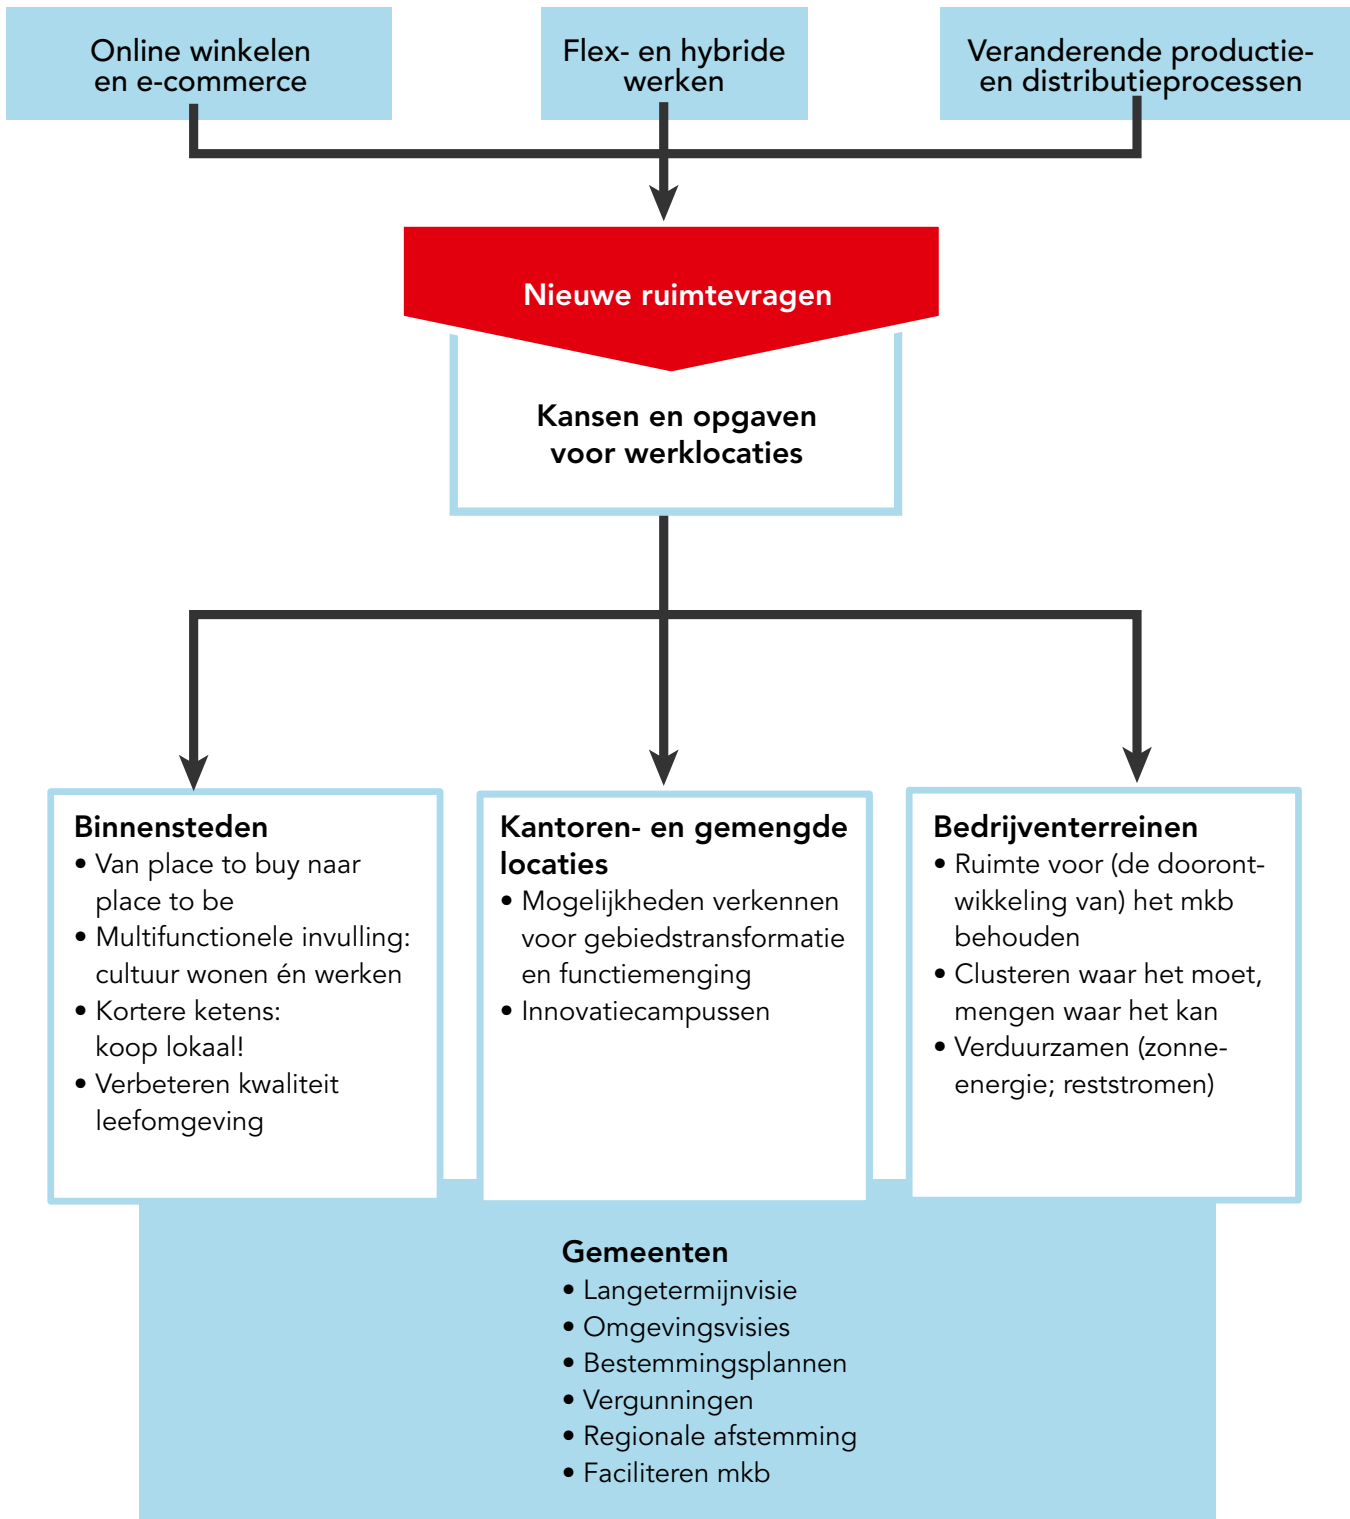 Online winkelen
en e-commerce
Flex- en hybride
werken
Veranderende productie-
en distributieprocessen
Nieuwe ruimtevragen
Kansen en opgaven
voor werklocaties
Binnensteden
• Van place to buy naar
place to be
• Multifunctionele invulling:
cultuur wonen én werken
• Kortere ketens:
koop lokaal!
• Verbeteren kwaliteit
leefomgeving
Kantoren- en gemengde
locaties
• Mogelijkheden verkennen
voor gebiedstransformatie
en functiemenging
• Innovatiecampussen
Bedrijventerreinen
• Ruimte voor (de dooront-
wikkeling van) het mkb
behouden
• Clusteren waar het moet,
mengen waar het kan
• Verduurzamen (zonne-
energie; reststromen)
Gemeenten
• Langetermijnvisie
• Omgevingsvisies
• Bestemmingsplannen
• Vergunningen
• Regionale afstemming
• Faciliteren mkb